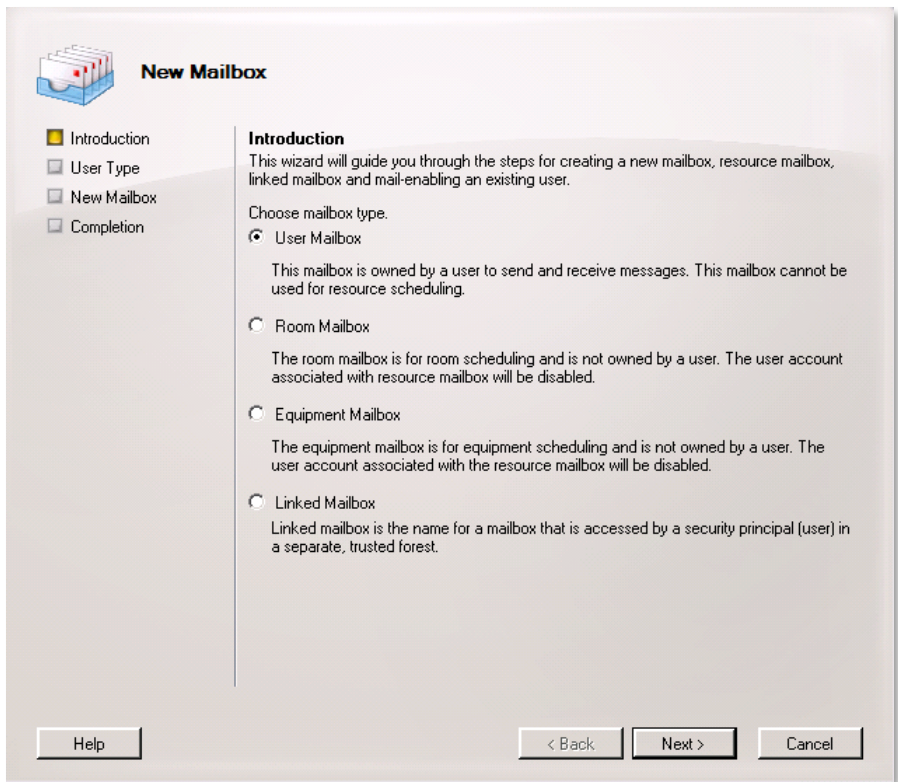 New Mailbox
Introduction
User Type
New Mailbox
Completion
Introduction
This wizard will guide you through the steps for creating a new mailbox, resource mailbox,
linked mailbox and mail-enabling an existing user.
Choose mailbox type.
User Mailbox
This mailbox is owned by a user to send and receive messages. This mailbox cannot be
used for resource scheduling.
Room Mailbox
The room mailbox is for room scheduling and is not owned by a user. The user account
associated with resource mailbox will be disabled.
Equipment Mailbox
The equipment mailbox is for equipment scheduling and is not owned by a user. The
user account associated with the resource mailbox will be disabled.
Linked Mailbox
Linked mailbox is the name for a mailbox that is accessed by a security principal (user) in
a separate, trusted forest.
Help
< Back
Next >
Cancel